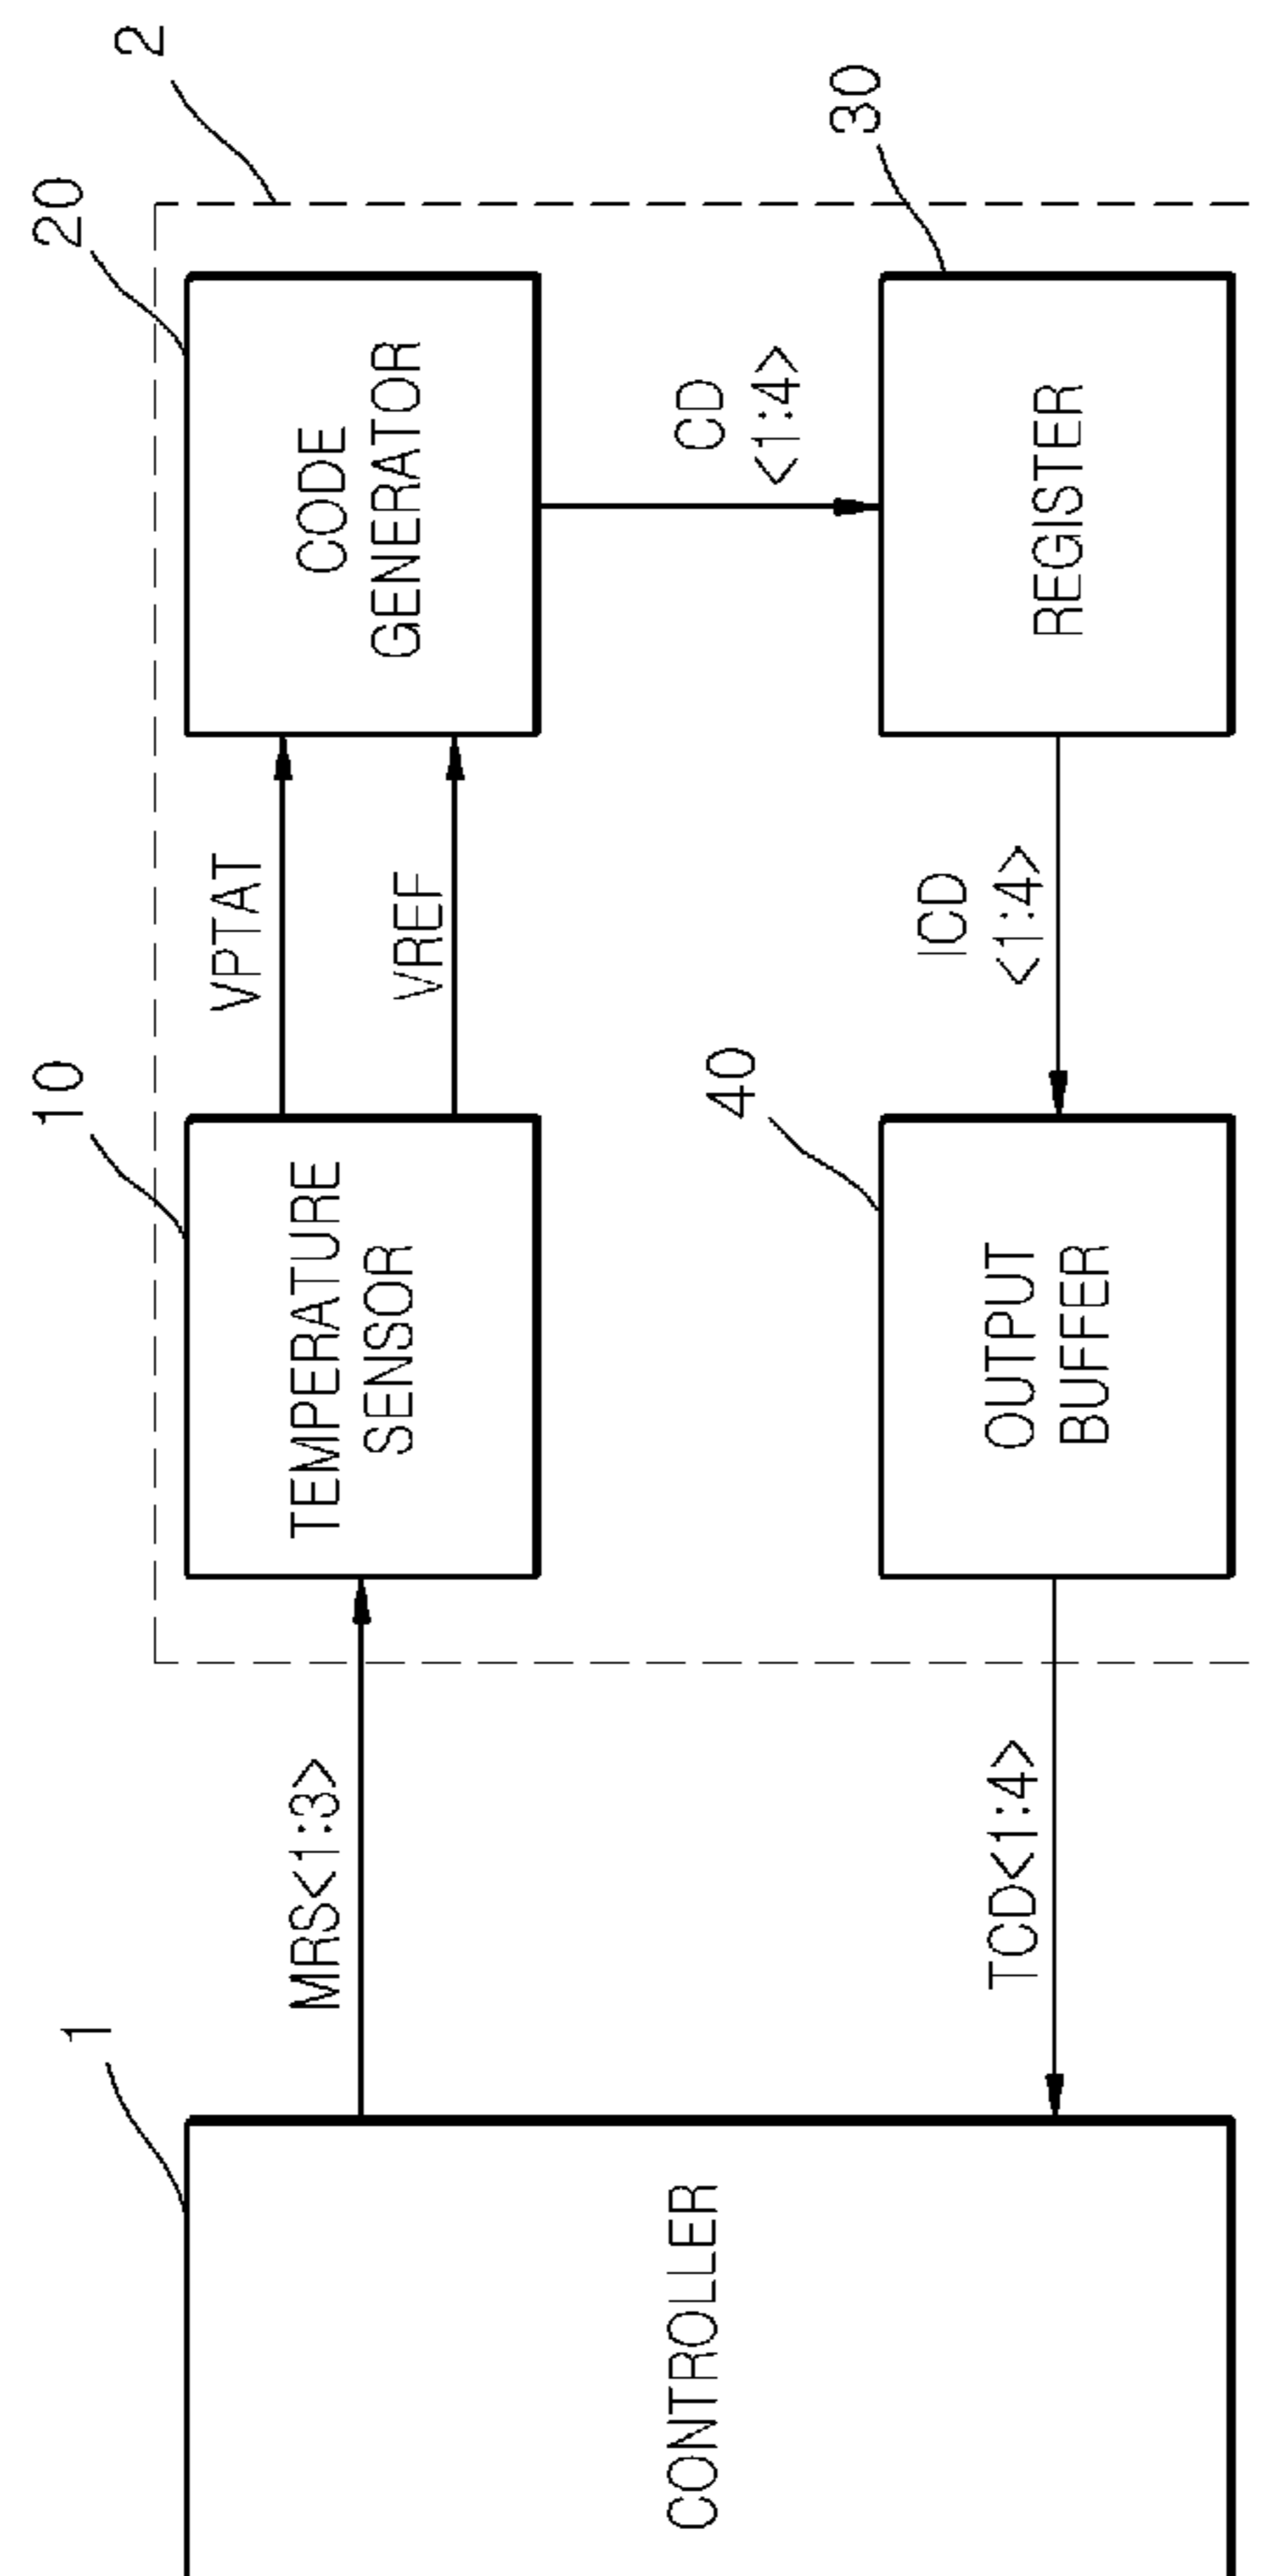 2
1
10
20
CONTROLLER
MRS<1:3>
TEMPERATURE
SENSOR
VPTAT
VREF
CODE
GENERATOR
CD
<1:4>
30
REGISTER
ICD
<1:4>
40
OUTPUT
BUFFER
TCD<1:4>